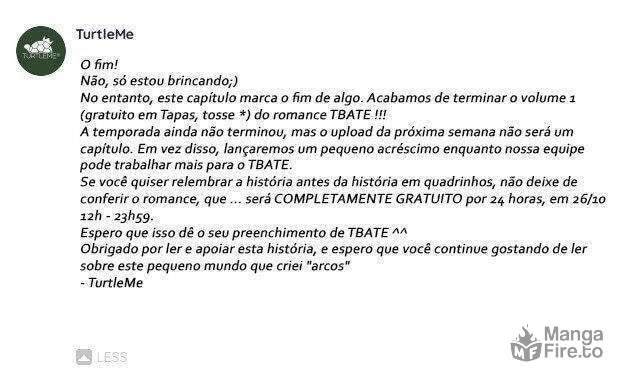 TurtleMe
TURTLEME
O fim!
Não, só estou brincando;)
No entanto, este capítulo marca o fim de algo. Acabamos de terminar o volume 1
(gratuito em Tapas, tosse *) do romance TBATE !!!
A temporada ainda não terminou, mas o upload da próxima semana não será um
capítulo. Em vez disso, lançaremos um pequeno acréscimo enquanto nossa equipe
pode trabalhar mais para o TBATE.
Se você quiser relembrar a história antes da história em quadrinhos, não deixe de
conferir o romance, que ... será COMPLETAMENTE GRATUITO por 24 horas, em 26/10
12h - 23h59.
Espero que isso dê o seu preenchimento de TBATE ^^
Obrigado por ler e apoiar esta história, e espero que você continue gostando de ler
sobre este pequeno mundo que criei "arcos"
- TurtleMe
LESS
MF
Manga
Fire.to